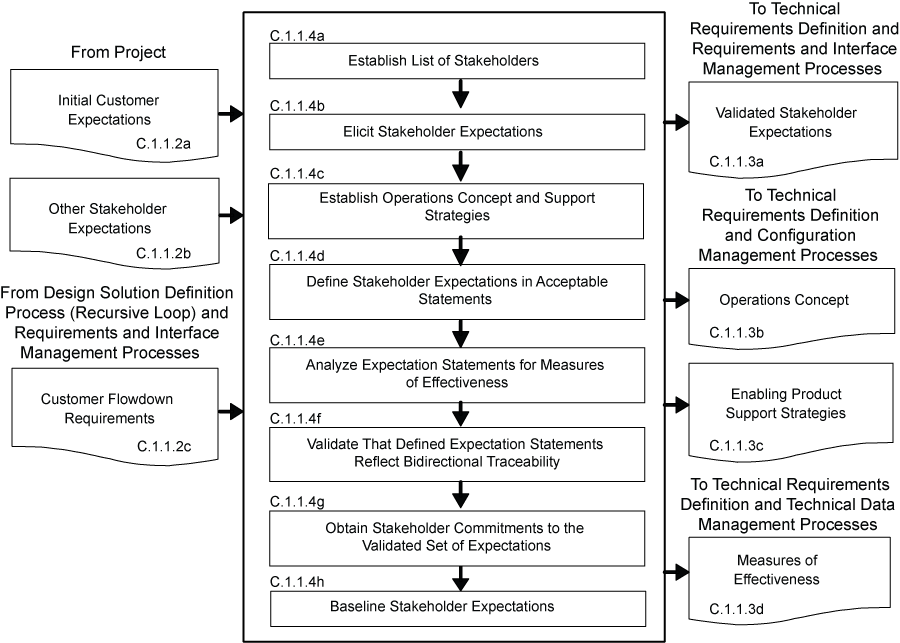 From Project
Initial Customer
Expectations
C.1.1.2a
Other Stakeholder
Expectations
C.1.1.2b
From Design Solution Definition
Process (Recursive Loop) and
Requirements and Interface
Management Processes
Customer Flowdown
Requirements
C.1.1.2c
C.1.1.4a
Establish List of Stakeholders
C.1.1.4b
Elicit Stakeholder Expectations
C.1.1.4c
Establish Operations Concept and Support
Strategies
C.1.1.4d
Define Stakeholder Expectations in Acceptable
Statements
C.1.1.4e
Analyze Expectation Statements for Measures
of Effectiveness
C.1.1.4f
Validate That Defined Expectation Statements
Reflect Bidirectional Traceability
C.1.1.4g
Obtain Stakeholder Commitments to the
Validated Set of Expectations
C.1.1.4h
Baseline Stakeholder Expectations
To Technical
Requirements Definition and
Requirements and Interface
Management Processes
Validated Stakeholder
Expectations
C.1.1.3a
To Technical
Requirements Definition
and Configuration
Management Processes
Operations Concept
C.1.1.3b
Enabling Product
Support Strategies
C.1.1.3c
To Technical Requirements
Definition and Technical Data
Management Processes
Measures of
Effectiveness
C.1.1.3d